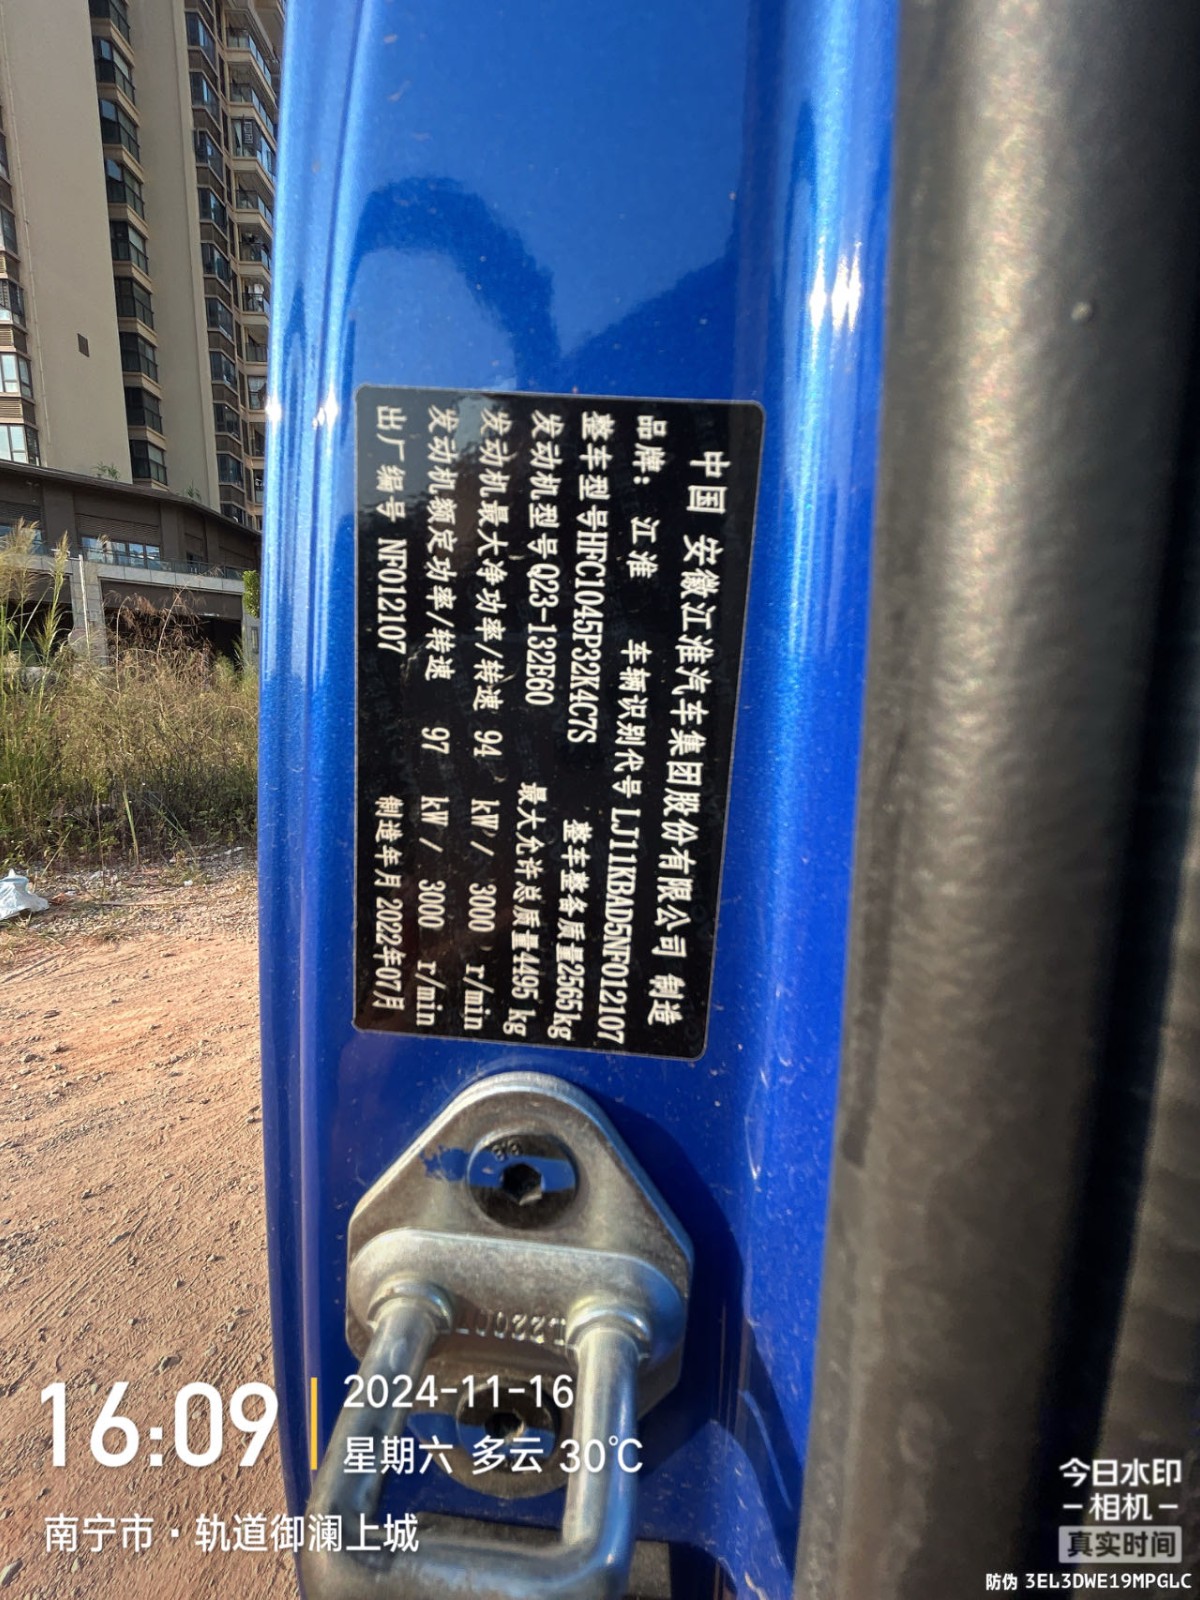 中国 安徽江淮汽车集团股份有限公司 制造
品牌: 江淮 车辆识别代号 LJ11KBAD5NF012107
整车型号HFC1045P32K4C7S 整车整备质量2565kg
发动机型号Q23-132E60 最大允许总质量4495 kg
发动机最大净功率/转速 94 kW / 3000 r/min
发动机额定功率/转速 97 kW / 3000 r/min
出厂编号 NF012107 制造年月 2022年07月
8.8
16:09
2024-11-16
星期六 多云 30℃
南宁市·轨道御澜上城
今日水印
相机
真实时间
防伪 3EL3DWE19MPGLC